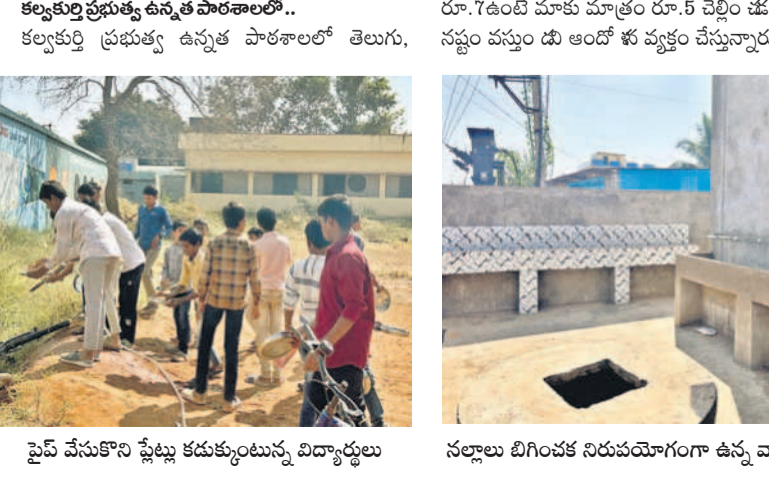 కల్వకుర్తి ప్రభుత్వ ఉన్నత పాఠశాలలో..
కల్వకుర్తి ప్రభుత్వ ఉన్నత పాఠశాలలో తెలుగు,
రూ.7ఉంటే మాకు మాత్రం రూ.5 చెల్లిం
నష్టం వస్తుం వ్యక్తం చేస్తున్నారు
పైప్ వేసుకొని ప్లేట్లు కడుక్కుంటున్న విద్యార్థులు
నల్లాలు బిగించక నిరుపయోగంగా ఉన్న